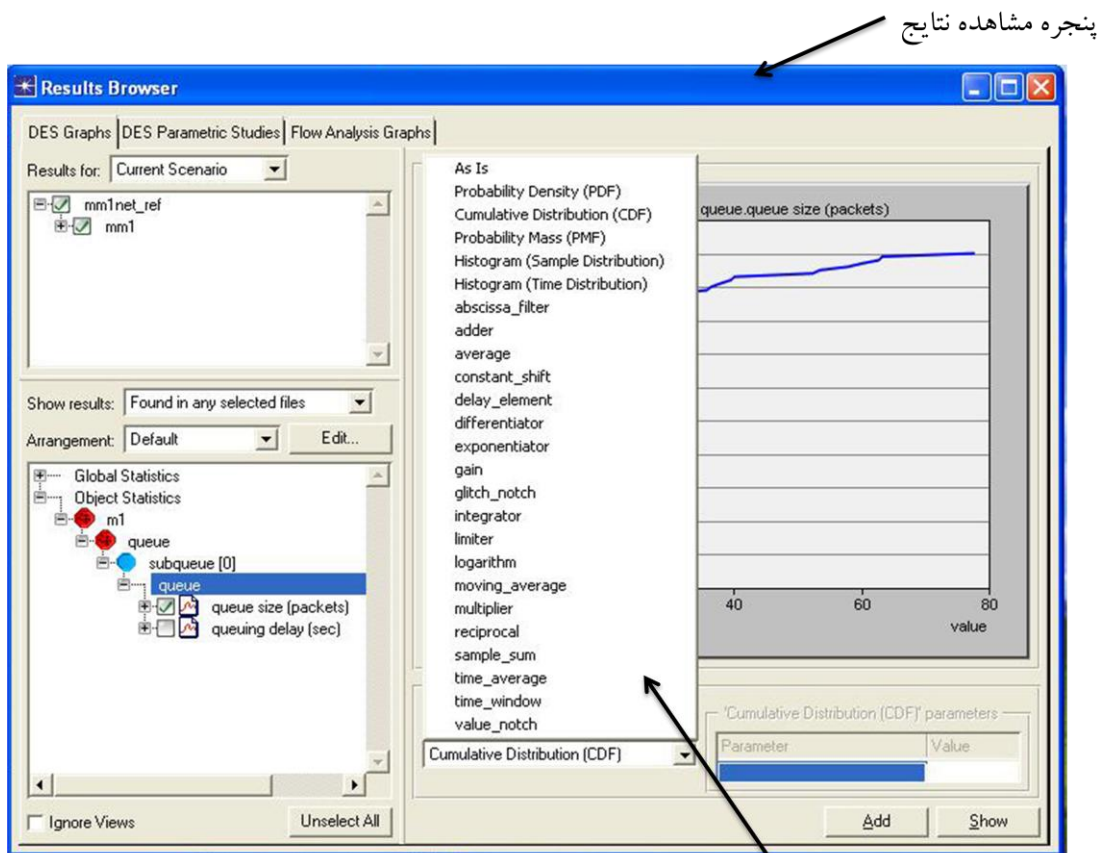 پنجره مشاهده نتایج
Results Browser
DES Graphs DES Parametric Studies Flow Analysis Graphs
Results for: Current Scenario
mm1net_ref
mm1
Show results: Found in any selected files
Arrangement: Default Edit...
Global Statistics
Object Statistics
m1
queue
subqueue [0]
queue
queue size (packets)
queuing delay (sec)
Ignore Views Unselect All
As Is
Probability Density (PDF)
Cumulative Distribution (CDF)
Probability Mass (PMF)
Histogram (Sample Distribution)
Histogram (Time Distribution)
abscissa_filter
adder
average
constant_shift
delay_element
differentiator
exponentiator
gain
glitch_notch
integrator
limiter
logarithm
moving_average
multiplier
reciprocal
sample_sum
time_average
time_window
value_notch
Cumulative Distribution (CDF)
queue.queue size (packets)
40 60 80
value
'Cumulative Distribution (CDF)' parameters
Parameter Value
Add Show